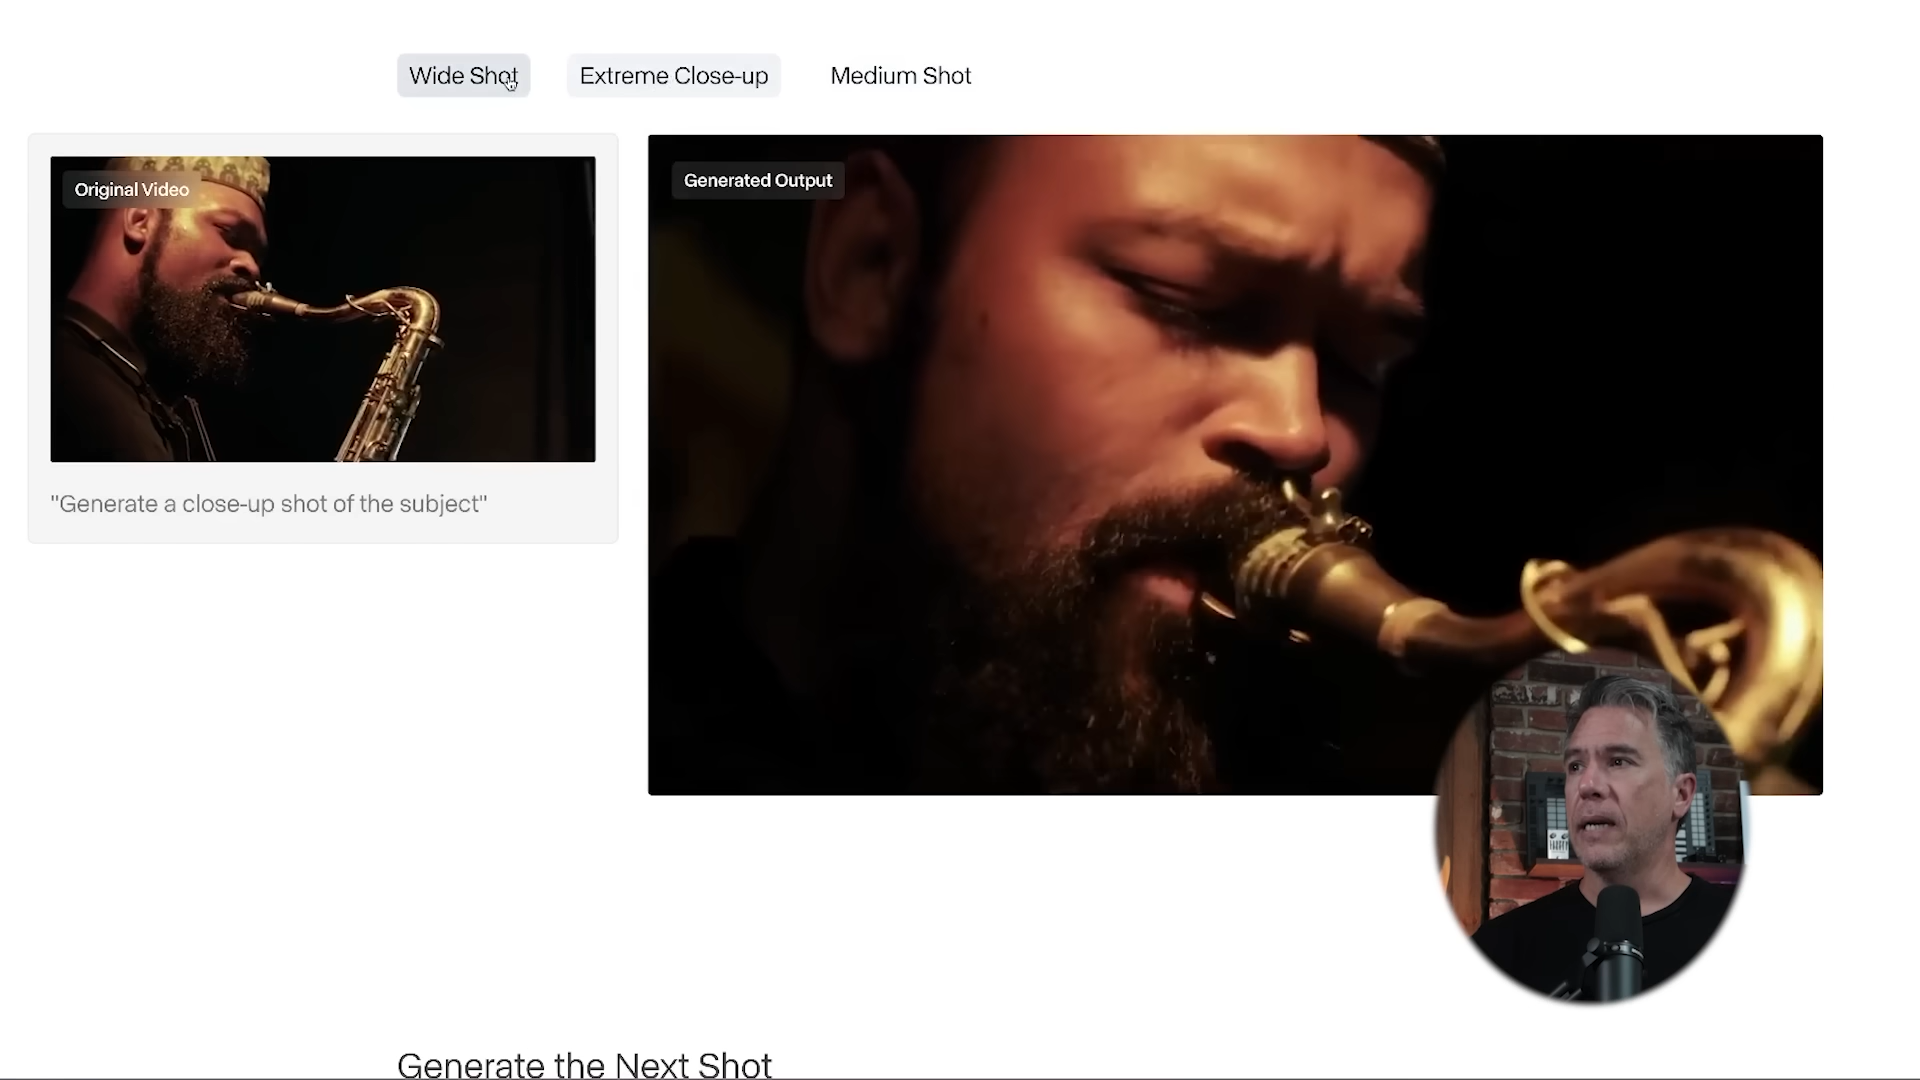 Wide Shot
Extreme Close-up
Medium Shot
Original Video
Generated Output
"Generate a close-up shot of the subject"
Generate the Next Shot